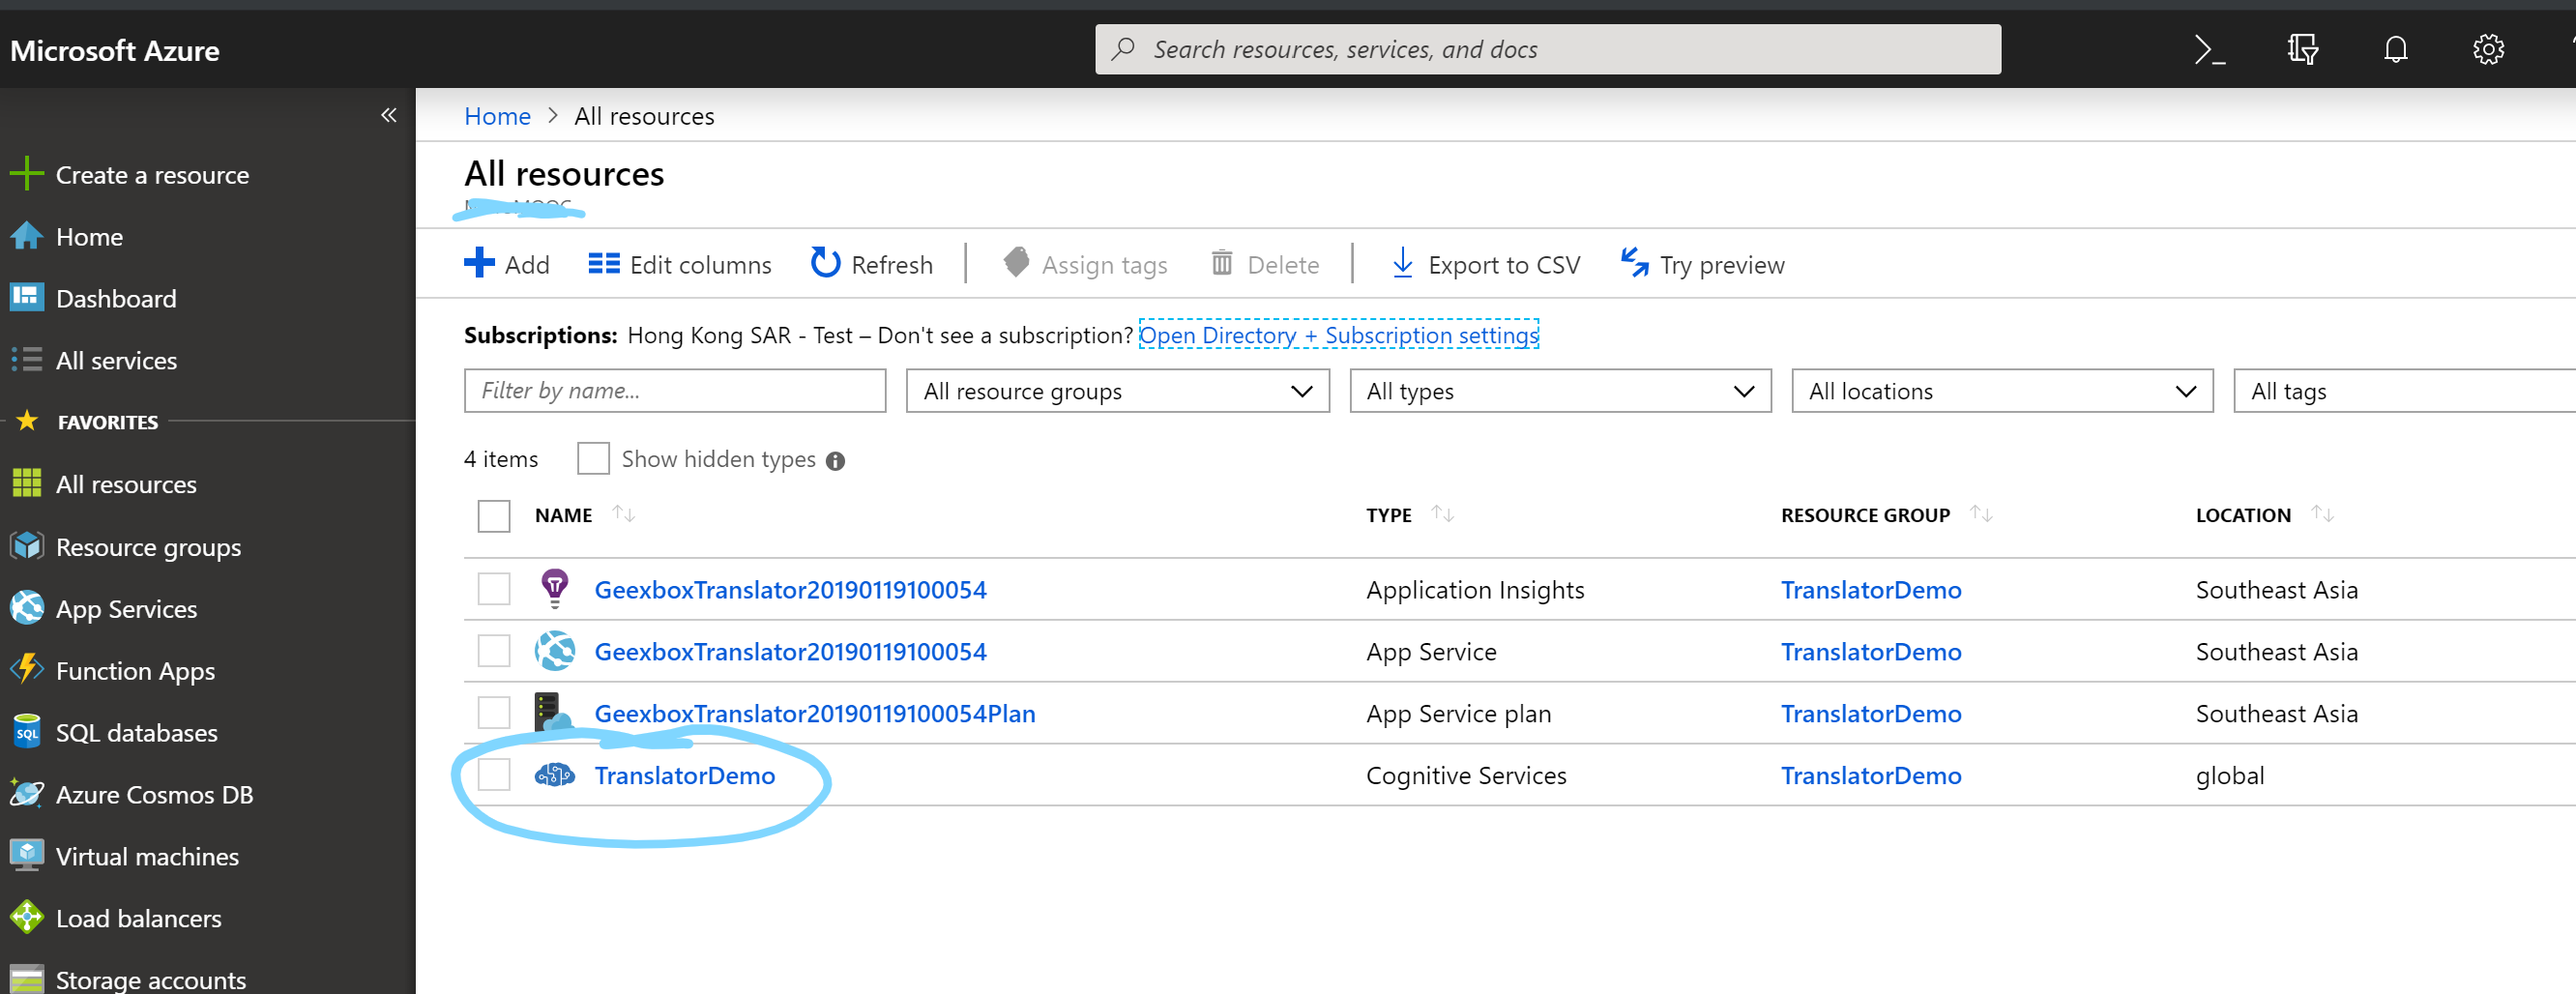 Microsoft Azure
Search resources, services, and docs
Create a resource
Home
Dashboard
All services
FAVORITES
All resources
Resource groups
App Services
Function Apps
SQL databases
Azure Cosmos DB
Virtual machines
Load balancers
Storage accounts
Home > All resources
All resources
Add Edit columns Refresh Assign tags Delete Export to CSV Try preview
Subscriptions: Hong Kong SAR - Test – Don't see a subscription? Open Directory + Subscription settings
Filter by name... All resource groups All types All locations All tags
4 items Show hidden types
NAME TYPE RESOURCE GROUP LOCATION
GeexboxTranslator20190119100054 Application Insights TranslatorDemo Southeast Asia
GeexboxTranslator20190119100054 App Service TranslatorDemo Southeast Asia
GeexboxTranslator20190119100054Plan App Service plan TranslatorDemo Southeast Asia
TranslatorDemo Cognitive Services TranslatorDemo global